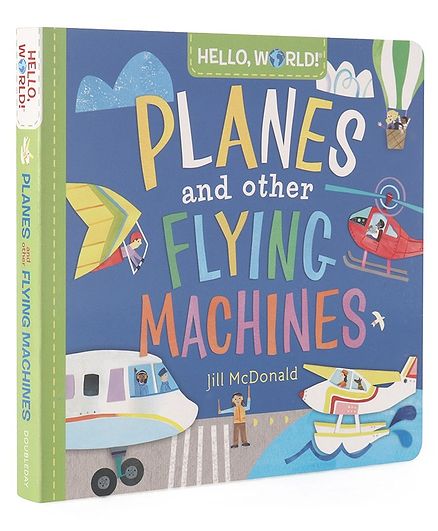 HELLO, WORLD!
PLANES
and other
FLYING
MACHINES
Jill McDonald
HELLO, WORLD!
PLANES and other FLYING MACHINES
DOUBLEDAY